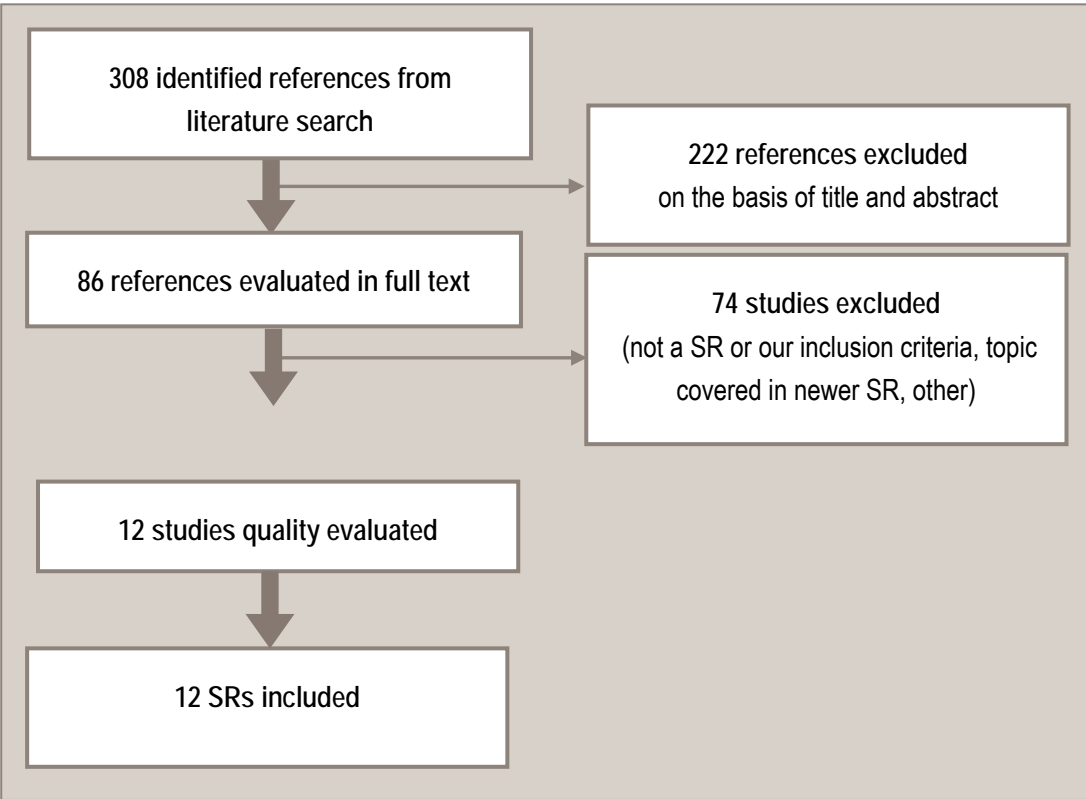 308 identified references from
literature search
222 references excluded
on the basis of title and abstract
86 references evaluated in full text
74 studies excluded
(not a SR or our inclusion criteria, topic
covered in newer SR, other)
12 studies quality evaluated
12 SRs included